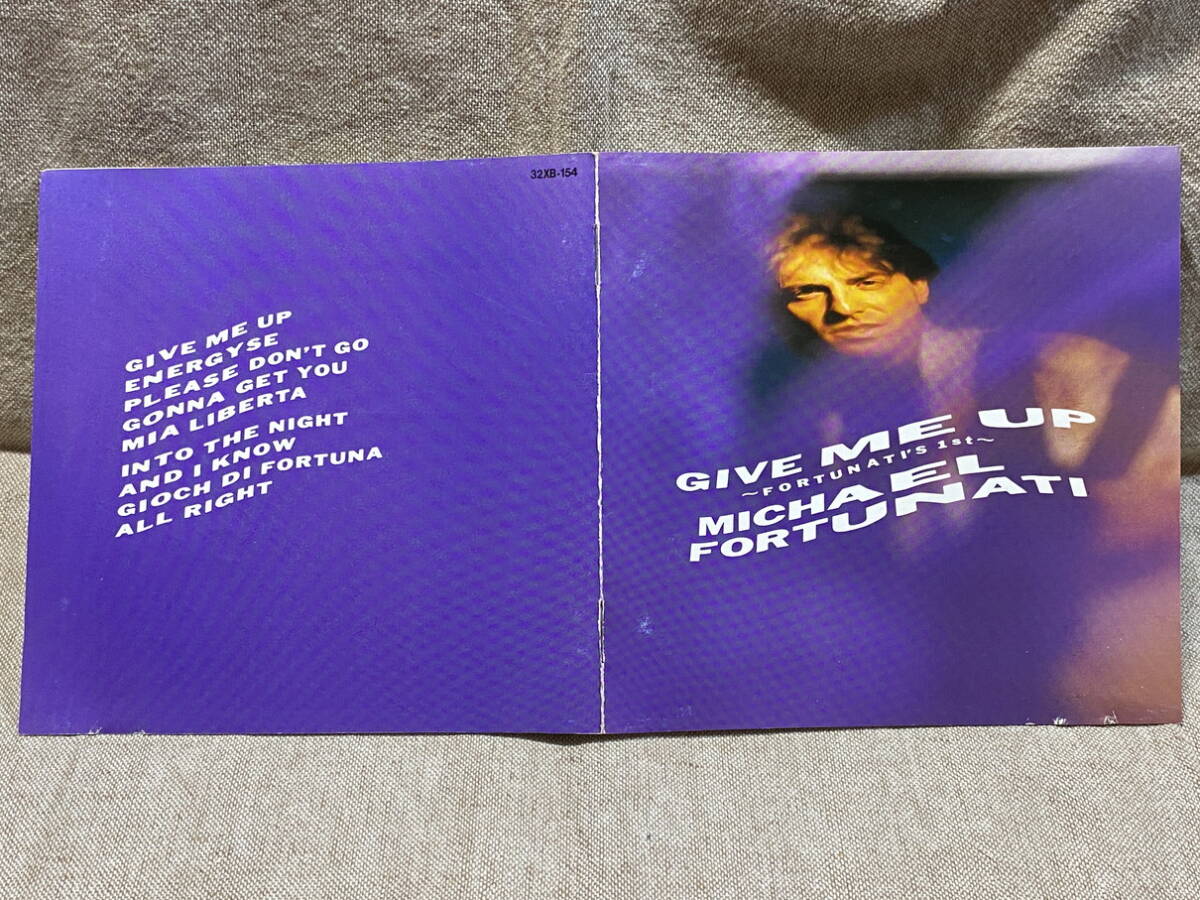 32XB-154
GIVE ME UP
ENERGYSE
PLEASE DON'T GO
GONNA GET YOU
MIA LIBERTA
INTO THE NIGHT
AND I KNOW
GIOCH DI FORTUNA
ALL RIGHT
GIVE ME UP
~FORTUNATI'S 1st~
MICHAEL
FORTUNATI